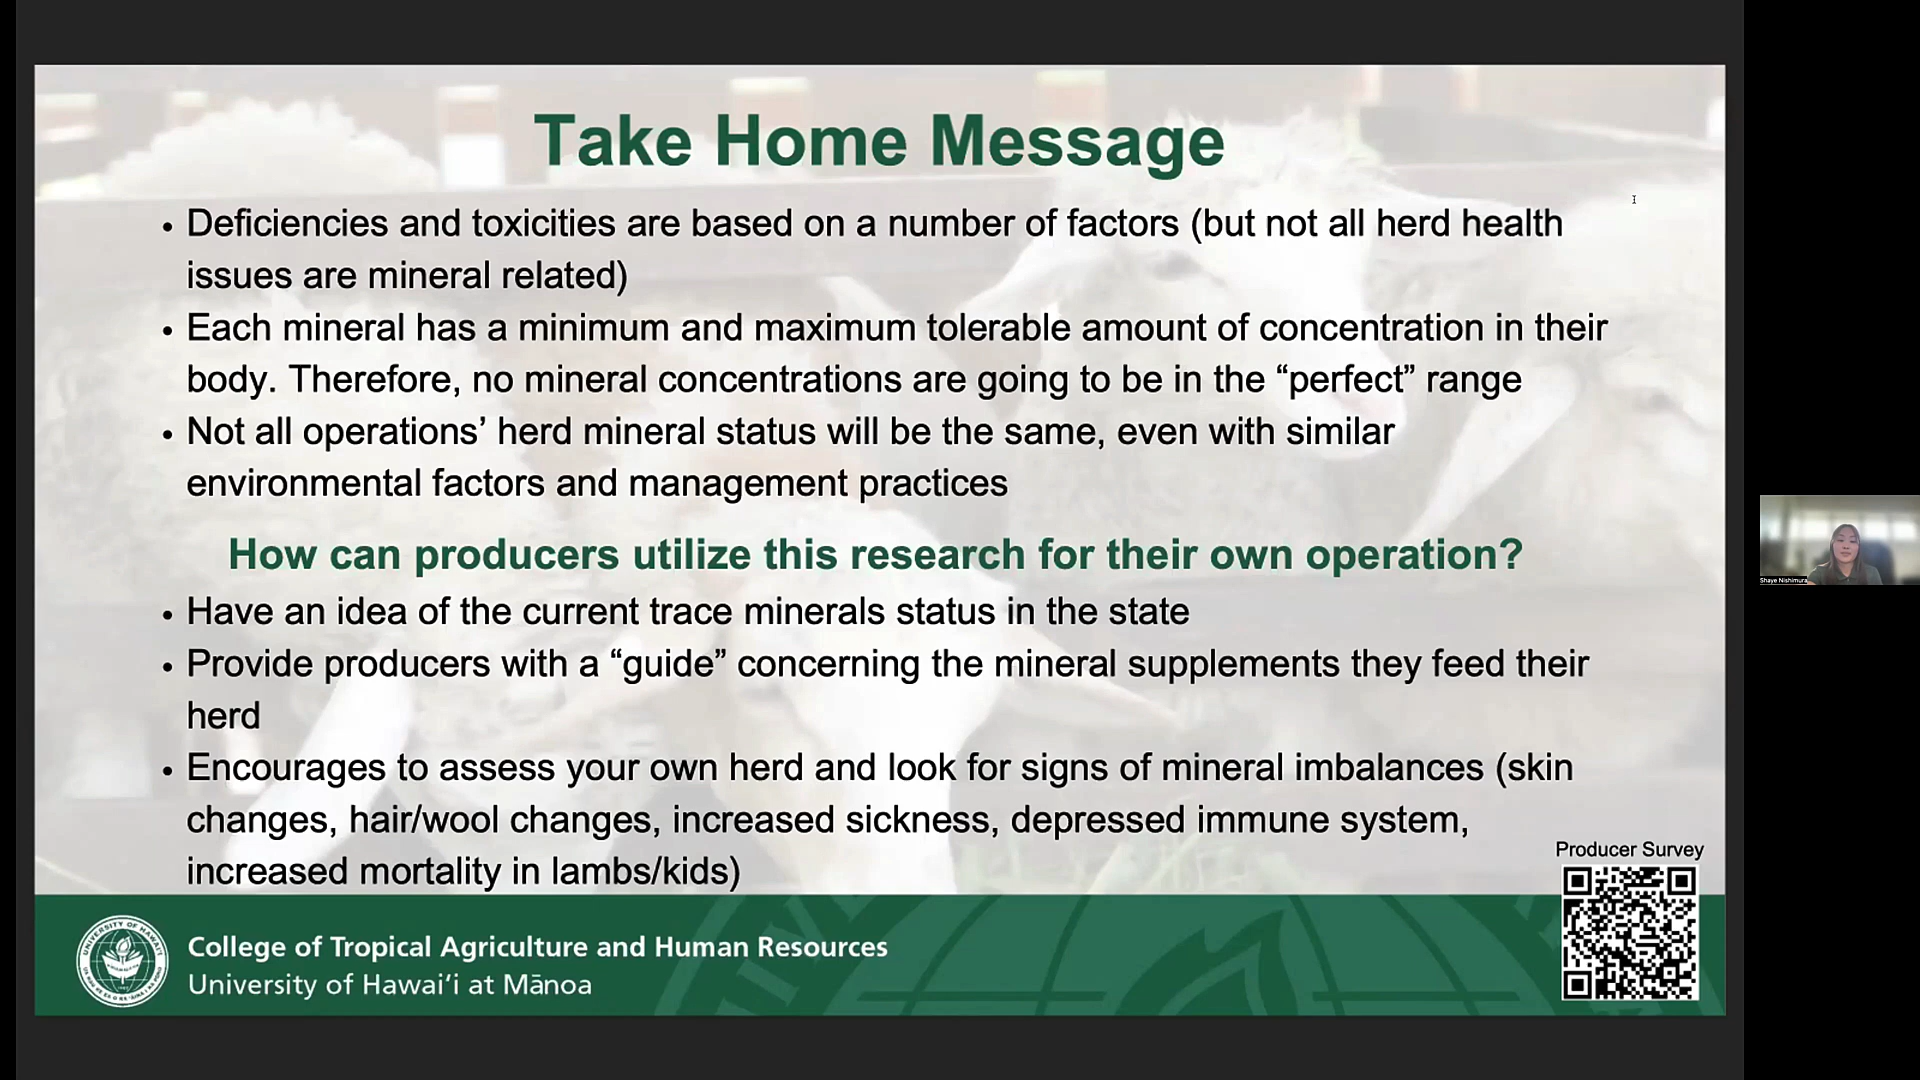 Take Home Message
• Deficiencies and toxicities are based on a number of factors (but not all herd health
issues are mineral related)
• Each mineral has a minimum and maximum tolerable amount of concentration in their
body. Therefore, no mineral concentrations are going to be in the “perfect” range
• Not all operations’ herd mineral status will be the same, even with similar
environmental factors and management practices
How can producers utilize this research for their own operation?
• Have an idea of the current trace minerals status in the state
• Provide producers with a “guide” concerning the mineral supplements they feed their
herd
• Encourages to assess your own herd and look for signs of mineral imbalances (skin
changes, hair/wool changes, increased sickness, depressed immune system,
increased mortality in lambs/kids)
Producer Survey
College of Tropical Agriculture and Human Resources
University of Hawaiʻi at Mānoa
Shaye Nishimura